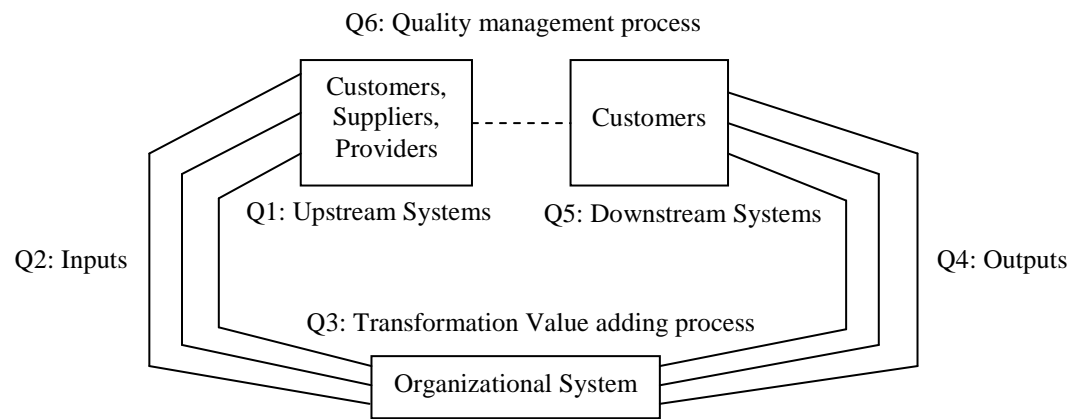 Q6: Quality management process
Customers,
Suppliers,
Providers
Customers
Q1: Upstream Systems
Q5: Downstream Systems
Q2: Inputs
Q4: Outputs
Q3: Transformation Value adding process
Organizational System